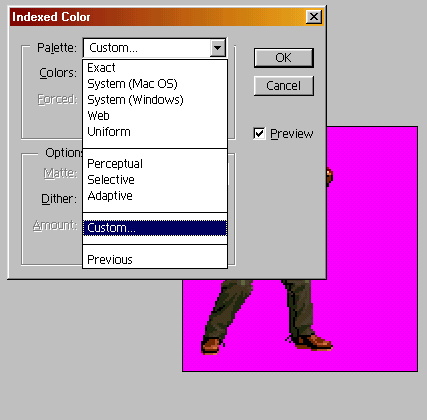 Indexed Color
Palette: Custom...
OK
Exact
Colors:
System (Mac OS)
Cancel
System (Windows)
Forced:
Web
Uniform
Preview
Options
Perceptual
Matte:
Selective
Dither:
Adaptive
Amount:
Custom...
Previous